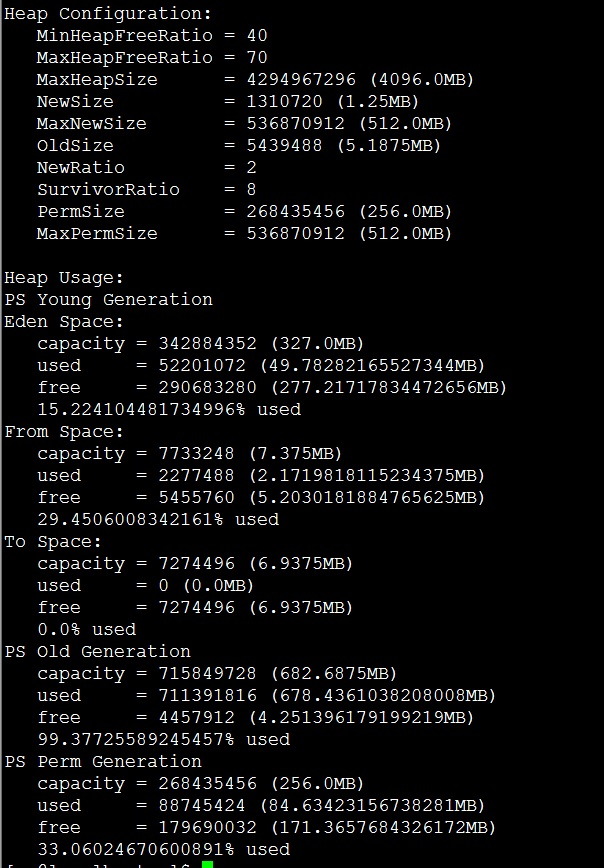 Heap Configuration:
   MinHeapFreeRatio = 40
   MaxHeapFreeRatio = 70
   MaxHeapSize      = 4294967296 (4096.0MB)
   NewSize          = 1310720 (1.25MB)
   MaxNewSize       = 536870912 (512.0MB)
   OldSize          = 5439488 (5.1875MB)
   NewRatio         = 2
   SurvivorRatio    = 8
   PermSize         = 268435456 (256.0MB)
   MaxPermSize      = 536870912 (512.0MB)

Heap Usage:
PS Young Generation
Eden Space:
   capacity = 342884352 (327.0MB)
   used     = 52201072 (49.78282165527344MB)
   free     = 290683280 (277.21717834472656MB)
   15.224104481734996% used
From Space:
   capacity = 7733248 (7.375MB)
   used     = 2277488 (2.1719818115234375MB)
   free     = 5455760 (5.2030181884765625MB)
   29.4506008342161% used
To Space:
   capacity = 7274496 (6.9375MB)
   used     = 0 (0.0MB)
   free     = 7274496 (6.9375MB)
   0.0% used
PS Old Generation
   capacity = 715849728 (682.6875MB)
   used     = 711391816 (678.4361038208008MB)
   free     = 4457912 (4.251396179199219MB)
   99.37725589245457% used
PS Perm Generation
   capacity = 268435456 (256.0MB)
   used     = 88745424 (84.63423156738281MB)
   free     = 179690032 (171.3657684326172MB)
   33.06024670600891% used